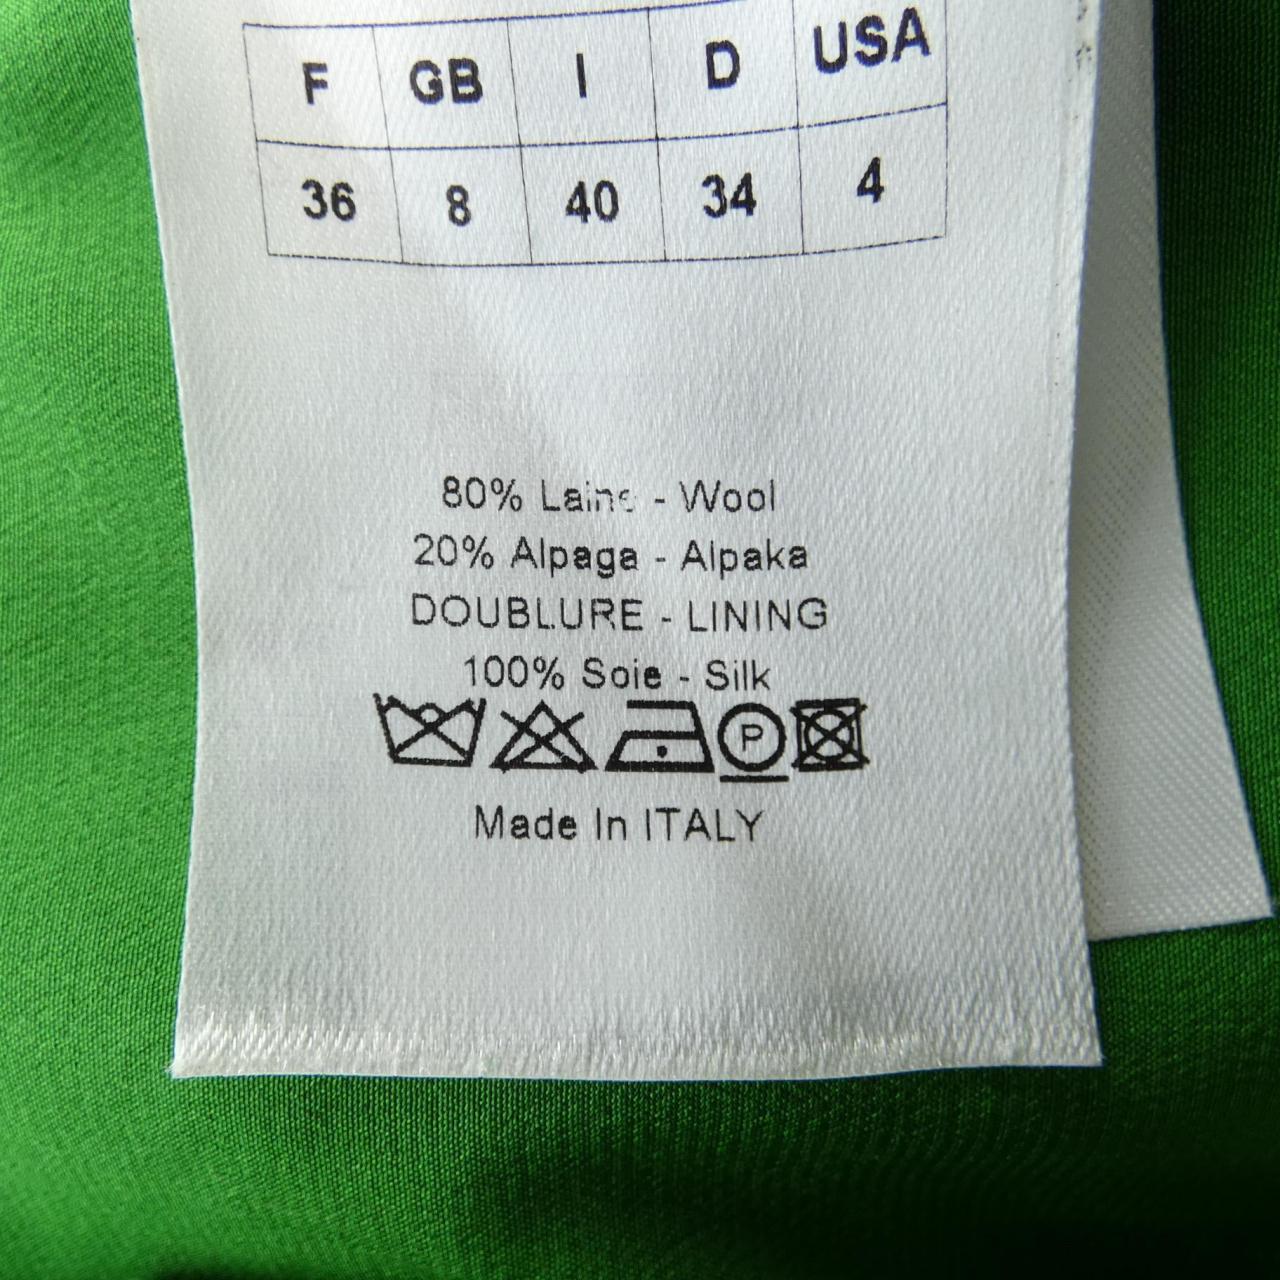 F GB I D USA
36 8 40 34 4
80% Laine - Wool
20% Alpaga - Alpaka
DOUBLURE - LINING
100% Soie - Silk
P
Made In ITALY